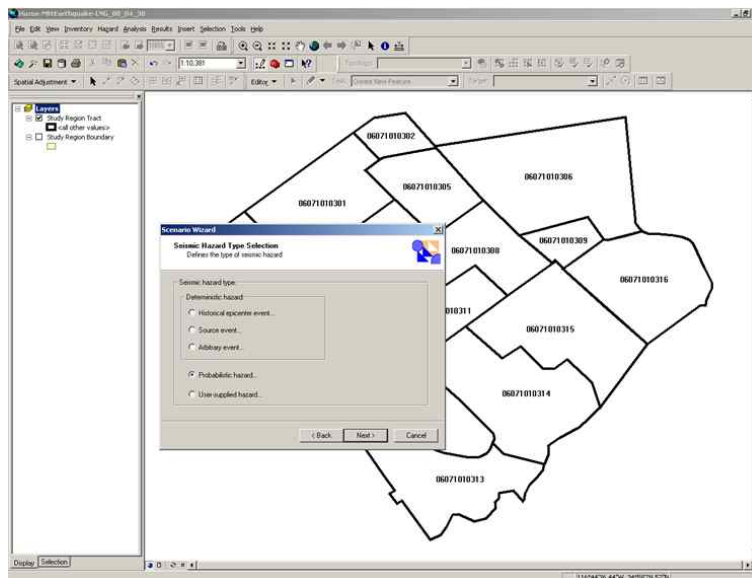 File Edit View Inventory Hazard Analysis Results Insert Selection Tools Help
1:10,381
Spatial Adjustment
Editor
Task: Create New Feature
Target:
Layers
Study Region Tract
<all other values>
Study Region Boundary
06071010302
06071010306
06071010305
06071010301
06071010309
06071010308
06071010316
010311
06071010315
06071010314
06071010313
Scenario Wizard
Seismic Hazard Type Selection
Defines the type of seismic hazard
Seismic hazard type:
Deterministic hazard:
Historical epicenter event...
Source event...
Arbitrary event...
Probabilistic hazard...
User supplied hazard...
< Back Next > Cancel
Display Selection